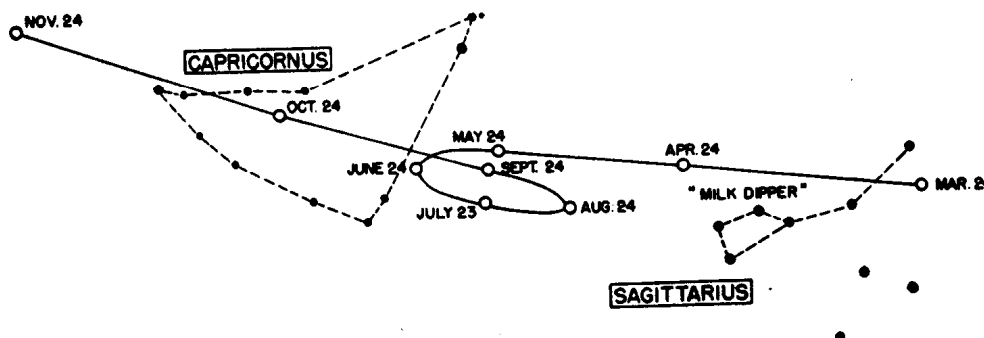 NOV. 24
CAPRICORNUS
OCT. 24
MAY 24
APR. 24
JUNE 24
SEPT. 24
MAR. 24
"MILK DIPPER"
JULY 23
AUG. 24
SAGITTARIUS